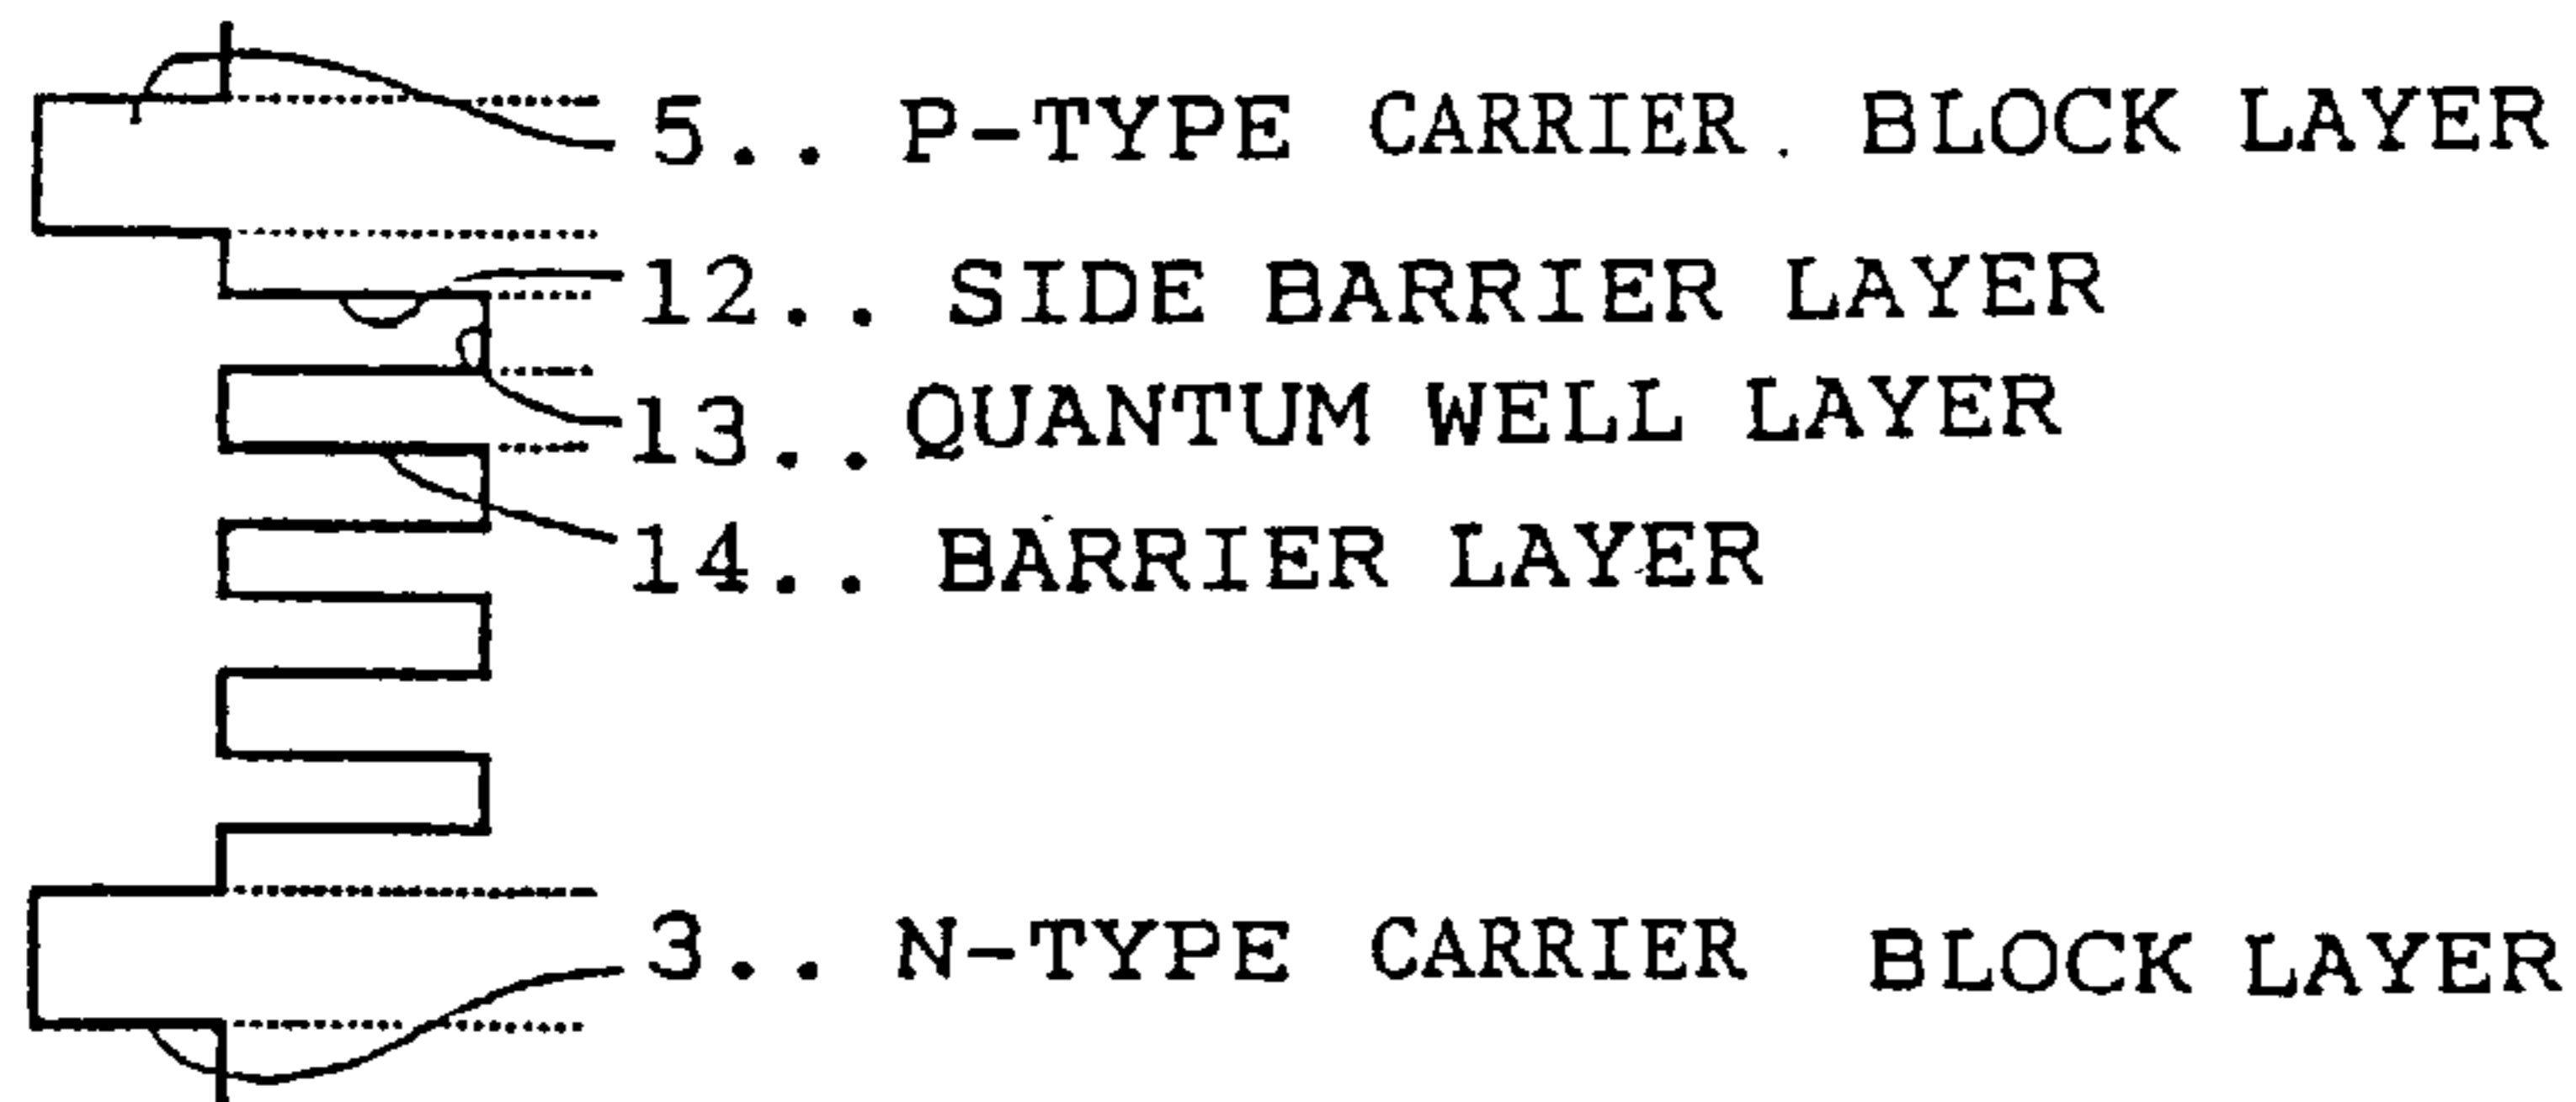 5.. P-TYPE CARRIER. BLOCK LAYER
12.. SIDE BARRIER LAYER
13.. QUANTUM WELL LAYER
14.. BARRIER LAYER
3.. N-TYPE CARRIER BLOCK LAYER